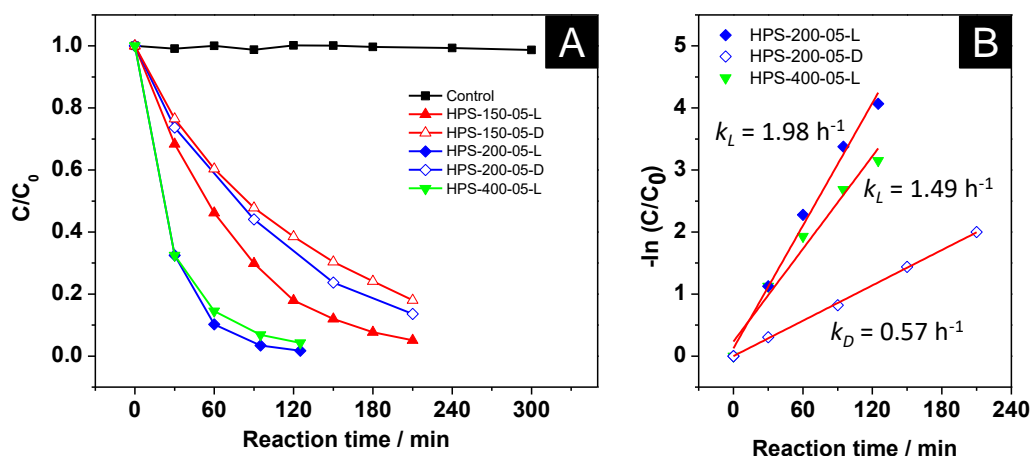 A
1.0
0.8
0.6
0.4
0.2
0.0
C/C0
Control
HPS-150-05-L
HPS-150-05-D
HPS-200-05-L
HPS-200-05-D
HPS-400-05-L
0 60 120 180 240 300
Reaction time / min
B
5
4
3
2
1
0
-ln (C/C0)
HPS-200-05-L
HPS-200-05-D
HPS-400-05-L
kL = 1.98 h-1
kL = 1.49 h-1
kD = 0.57 h-1
0 60 120 180 240
Reaction time / min